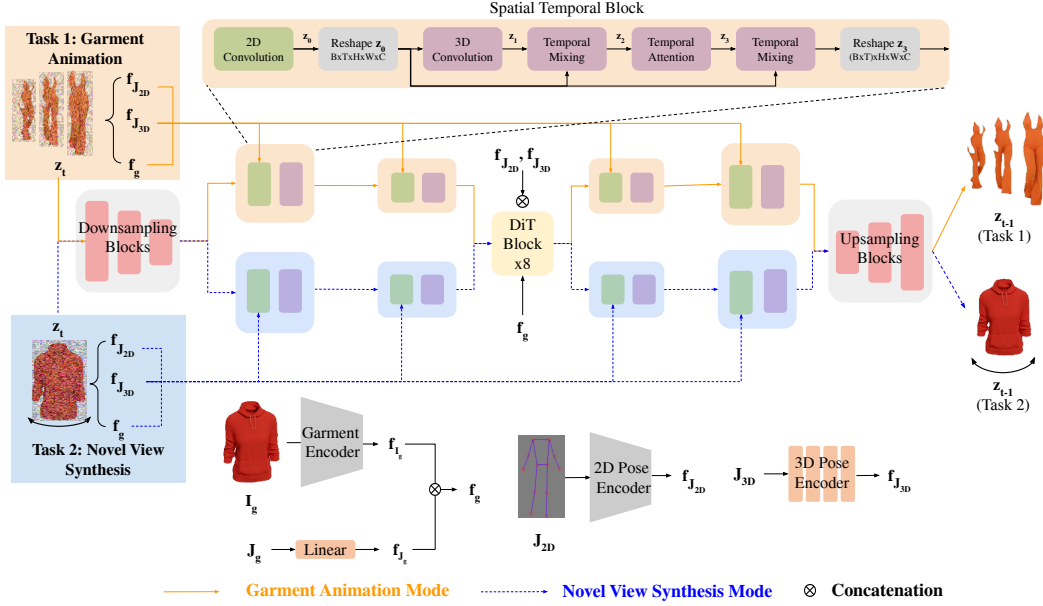 Spatial Temporal Block
2D
Convolution
z0
Reshape z0
BxTxHxWxC
3D
Convolution
z1
Temporal
Mixing
z2
Temporal
Attention
z3
Temporal
Mixing
Reshape z3
(BxT)xHxWxC
Task 1: Garment
Animation
fJ2D
fJ3D
fg
zt
Downsampling
Blocks
fJ2D, fJ3D
DiT
Block
x8
fg
Upsampling
Blocks
zt-1
(Task 1)
zt
fJ2D
fJ3D
fg
Task 2: Novel View
Synthesis
zt-1
(Task 2)
Garment
Encoder
fIg
Ig
fg
Jg
Linear
fJg
2D Pose
Encoder
fJ2D
J2D
J3D
3D Pose
Encoder
fJ3D
Garment Animation Mode
Novel View Synthesis Mode
Concatenation